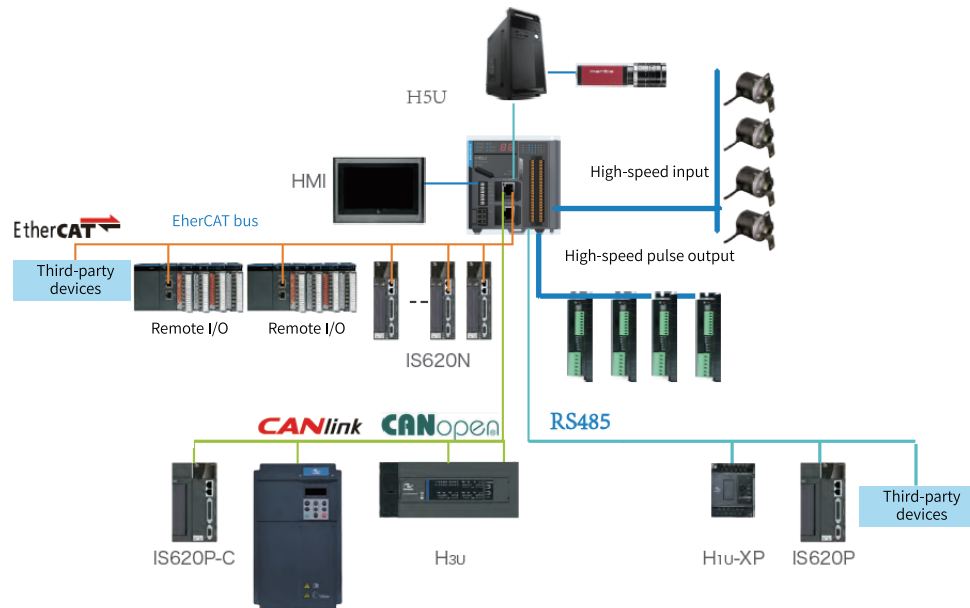 H5U
HMI
High-speed input
EtherCAT
EherCAT bus
High-speed pulse output
Third-party
devices
Remote I/O
Remote I/O
IS620N
CANlink
CANopen
RS485
Third-party
devices
IS620P-C
H3U
H1U-XP
IS620P